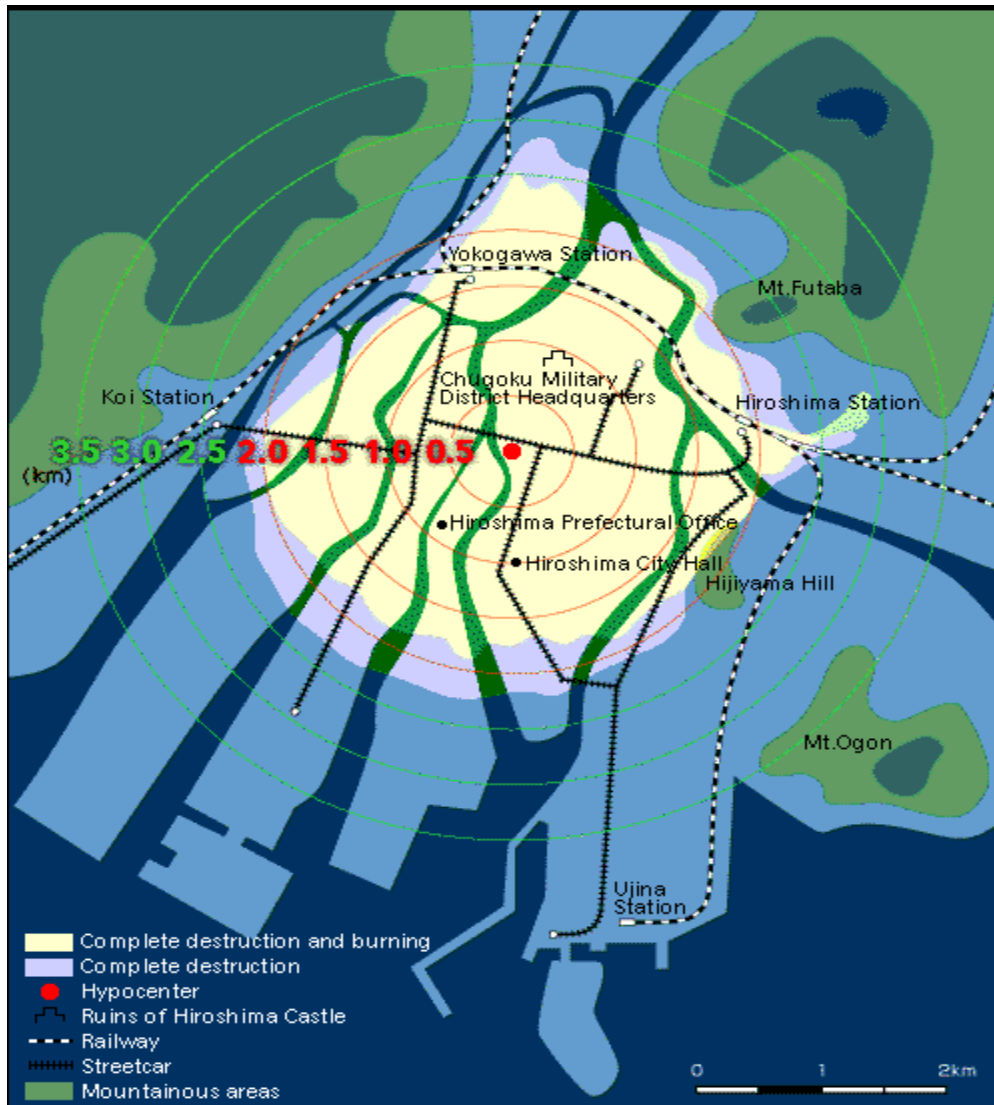 Yokogawa Station
Mt.Futaba
Chugoku Military
District Headquarters
Koi Station
Hiroshima Station
3.5 3.0 2.5 2.0 1.5 1.0 0.5
(km)
Hiroshima Prefectural Office
Hiroshima City Hall
Hijiyama Hill
Mt.Ogon
Ujina
Station
Complete destruction and burning
Complete destruction
Hypocenter
Ruins of Hiroshima Castle
Railway
Streetcar
Mountainous areas
0 1 2km